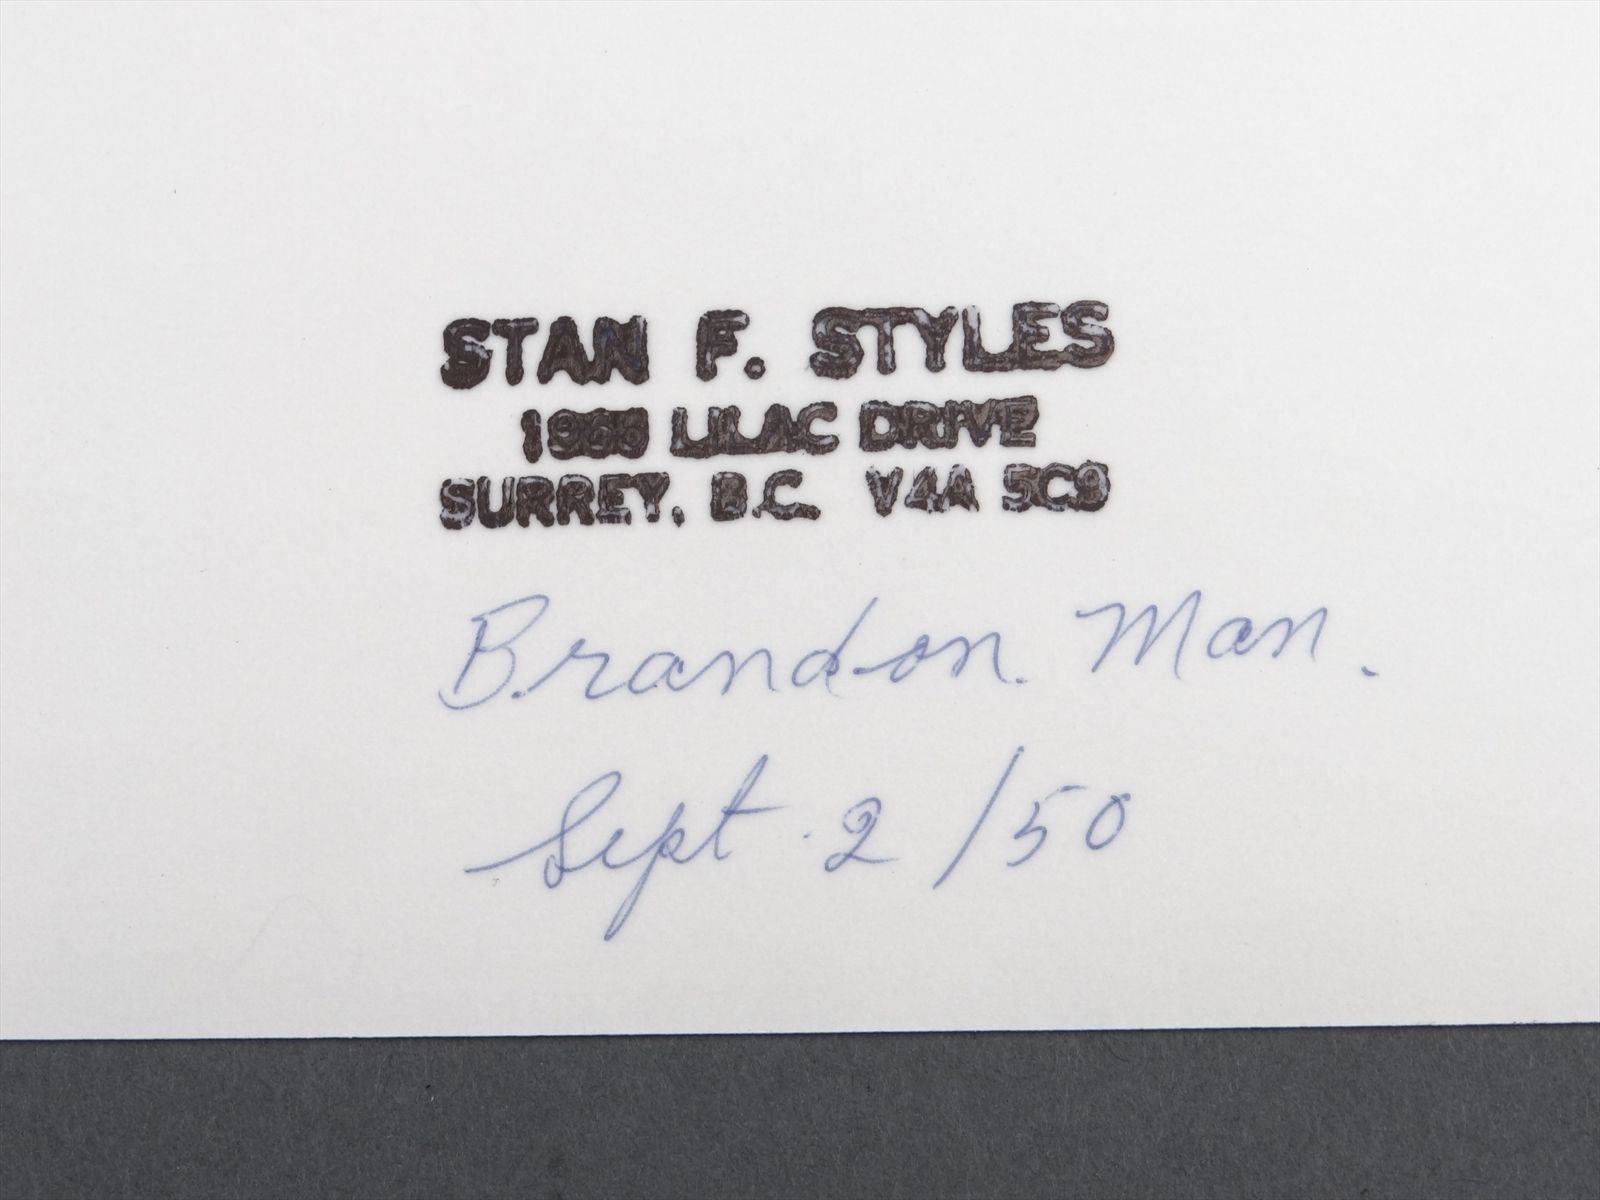 STAN F. STYLES
LILAC DRIVE
SURREY, B.C. V4A 5C9
Brandon Man.
Sept 2/50